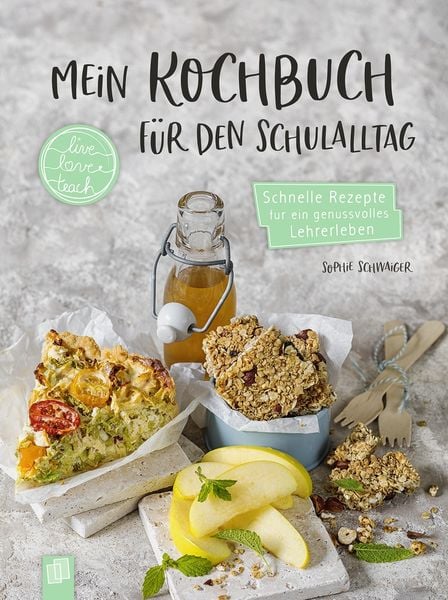 Mein Kochbuch
für den Schulalltag
live
love &
teach
Schnelle Rezepte
für ein genussvolles
Lehrerleben
Sophie Schwaiger